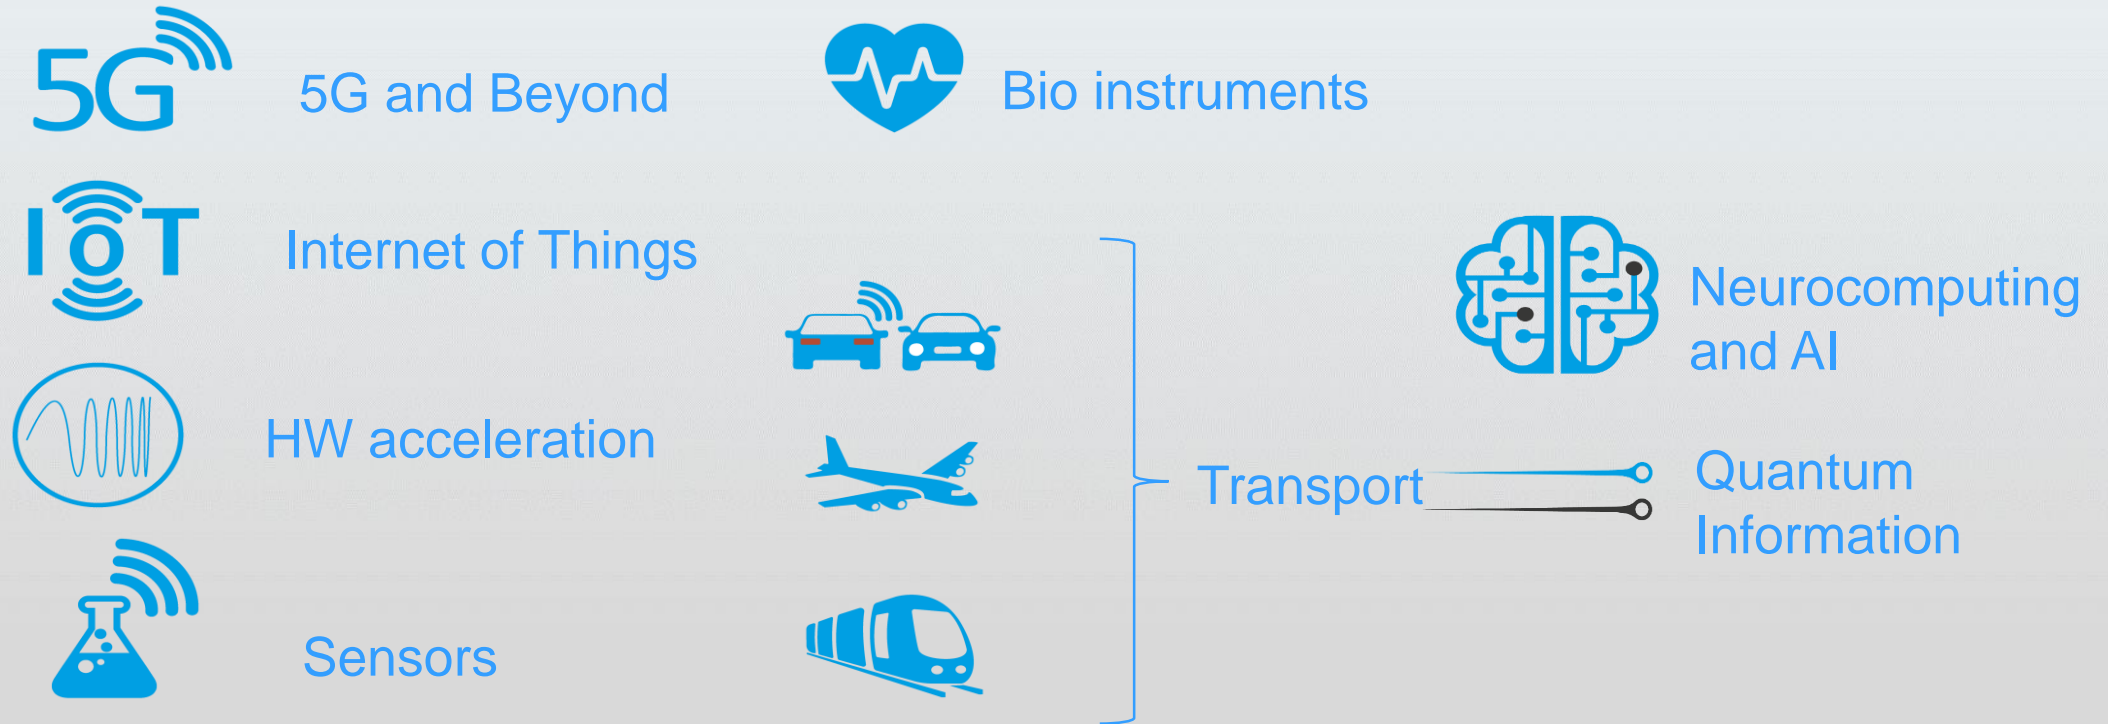 5G
5G and Beyond
IoT
Internet of Things
HW acceleration
Sensors
Bio instruments
Transport
Neurocomputing
and AI
Quantum
Information